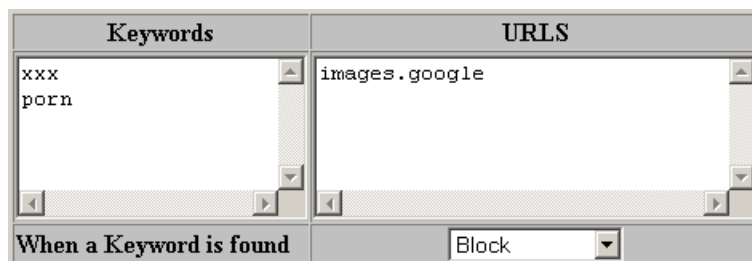 Keywords
URLS
xxx
porn
images.google
When a Keyword is found
Block